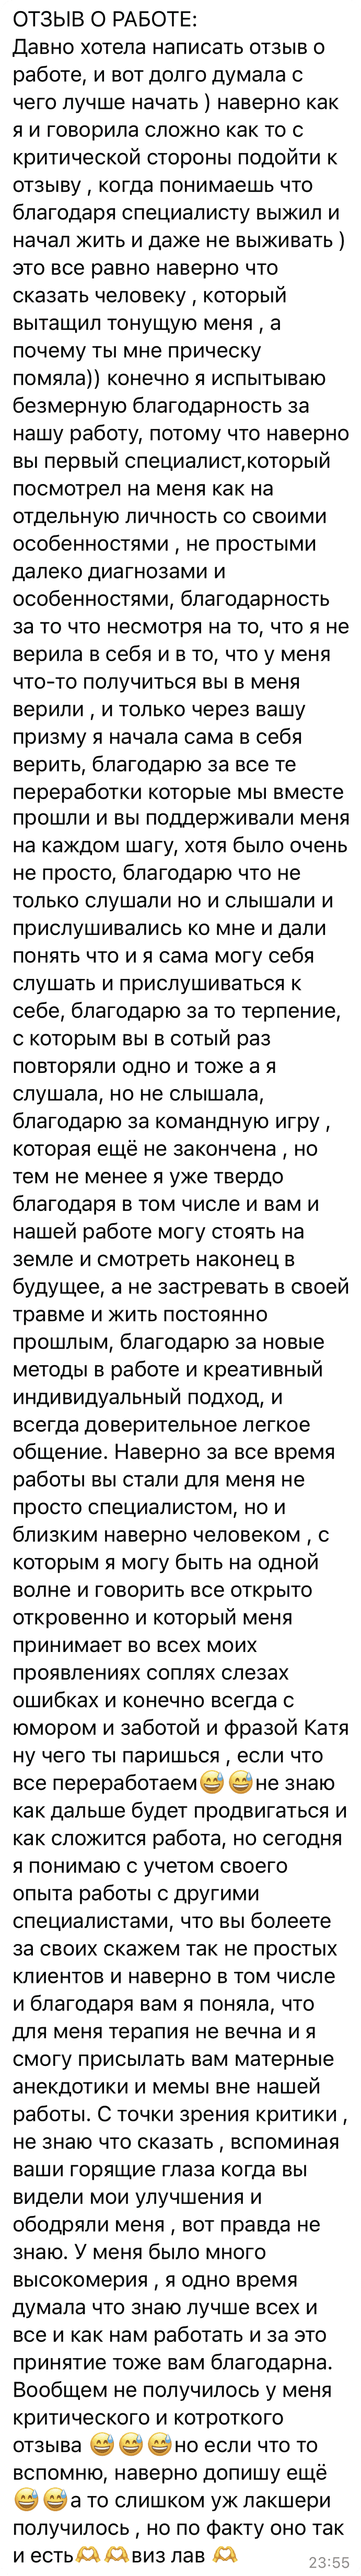 ОТЗЫВ О РАБОТЕ:
Давно хотела написать отзыв о
работе, и вот долго думала с
чего лучше начать ) наверно как
я и говорила сложно как то с
критической стороны подойти к
отзыву , когда понимаешь что
благодаря специалисту выжил и
начал жить и даже не выживать )
это все равно наверно что
сказать человеку , который
вытащил тонущую меня , а
почему ты мне прическу
помяла)) конечно я испытываю
безмерную благодарность за
нашу работу, потому что наверно
вы первый специалист,который
посмотрел на меня как на
отдельную личность со своими
особенностями , не простыми
далеко диагнозами и
особенностями, благодарность
за то что несмотря на то, что я не
верила в себя и в то, что у меня
что-то получиться вы в меня
верили , и только через вашу
призму я начала сама в себя
верить, благодарю за все те
переработки которые мы вместе
прошли и вы поддерживали меня
на каждом шагу, хотя было очень
не просто, благодарю что не
только слушали но и слышали и
прислушивались ко мне и дали
понять что и я сама могу себя
слушать и прислушиваться к
себе, благодарю за то терпение,
с которым вы в сотый раз
повторяли одно и тоже а я
слушала, но не слышала,
благодарю за командную игру ,
которая ещё не закончена , но
тем не менее я уже твердо
благодаря в том числе и вам и
нашей работе могу стоять на
земле и смотреть наконец в
будущее, а не застревать в своей
травме и жить постоянно
прошлым, благодарю за новые
методы в работе и креативный
индивидуальный подход, и
всегда доверительное легкое
общение. Наверно за все время
работы вы стали для меня не
просто специалистом, но и
близким наверно человеком , с
которым я могу быть на одной
волне и говорить все открыто
откровенно и который меня
принимает во всех моих
проявлениях соплях слезах
ошибках и конечно всегда с
юмором и заботой и фразой Катя
ну чего ты паришься , если что
все переработаем😅😅не знаю
как дальше будет продвигаться и
как сложится работа, но сегодня
я понимаю с учетом своего
опыта работы с другими
специалистами, что вы болеете
за своих скажем так не простых
клиентов и наверно в том числе
и благодаря вам я поняла, что
для меня терапия не вечна и я
смогу присылать вам матерные
анекдотики и мемы вне нашей
работы. С точки зрения критики ,
не знаю что сказать , вспоминая
ваши горящие глаза когда вы
видели мои улучшения и
ободряли меня , вот правда не
знаю. У меня было много
высокомерия , я одно время
думала что знаю лучше всех и
все и как нам работать и за это
принятие тоже вам благодарна.
Вообщем не получилось у меня
критического и котроткого
отзыва 😅😅😅но если что то
вспомню, наверно допишу ещё
😅😅а то слишком уж лакшери
получилось , но по факту оно так
и есть🫶🫶виз лав 🫶
23:55